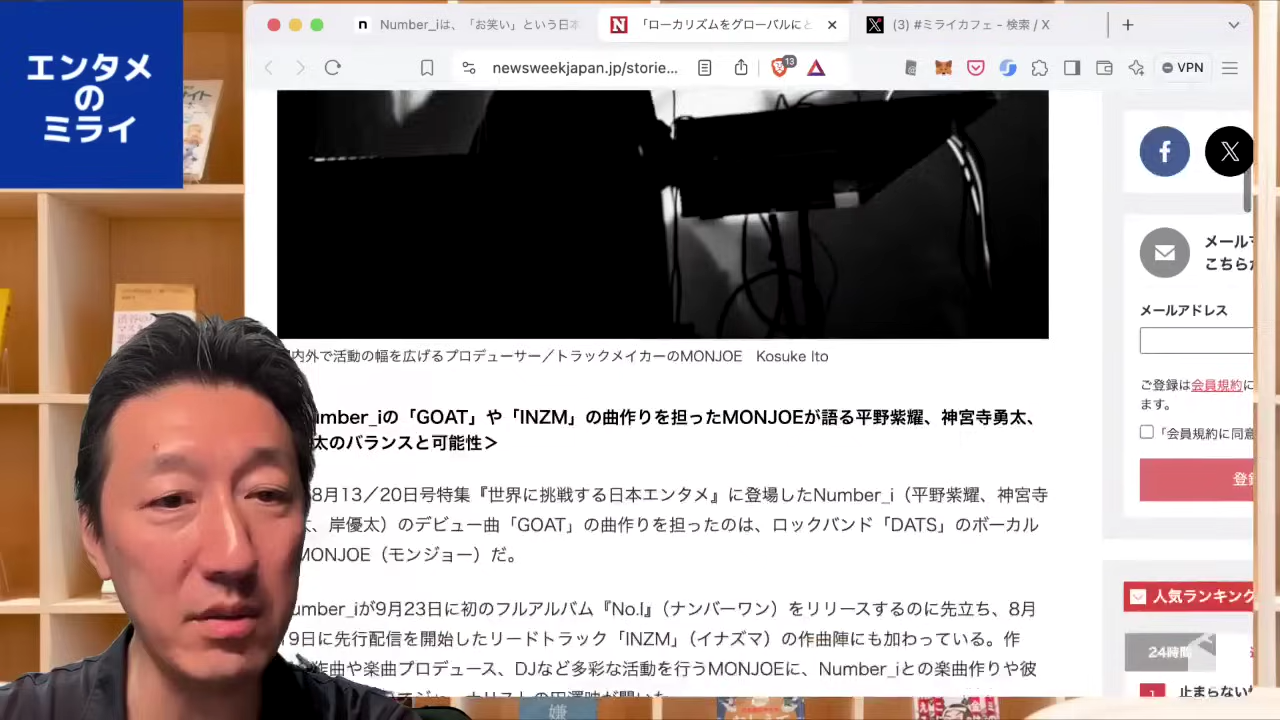 エンタメ
の
ミライ
Number_iは、「お笑い」という日本
「ローカリズムをグローバルにと
(3) #ミライカフェ - 検索 / X
newsweekjapan.jp/storie...
13
VPN
メールマ
こちらか
メールアドレス
内外で活動の幅を広げるプロデューサー／トラックメイカーのMONJOE Kosuke Ito
ご登録は会員規約に
ます。
「会員規約に同意
登録
umber_iの「GOAT」や「INZM」の曲作りを担ったMONJOEが語る平野紫耀、神宮寺勇太、
太のバランスと可能性＞
8月13／20日号特集『世界に挑戦する日本エンタメ』に登場したNumber_i（平野紫耀、神宮寺
、岸優太）のデビュー曲「GOAT」の曲作りを担ったのは、ロックバンド「DATS」のボーカル
MONJOE（モンジョー）だ。
umber_iが9月23日に初のフルアルバム『No.I』（ナンバーワン）をリリースするのに先立ち、8月
9日に先行配信を開始したリードトラック「INZM」（イナズマ）の作曲陣にも加わっている。作
作曲や楽曲プロデュース、DJなど多彩な活動を行うMONJOEに、Number_iとの楽曲作りや彼
人気ランキング
24時間
1
止まらない
嫌